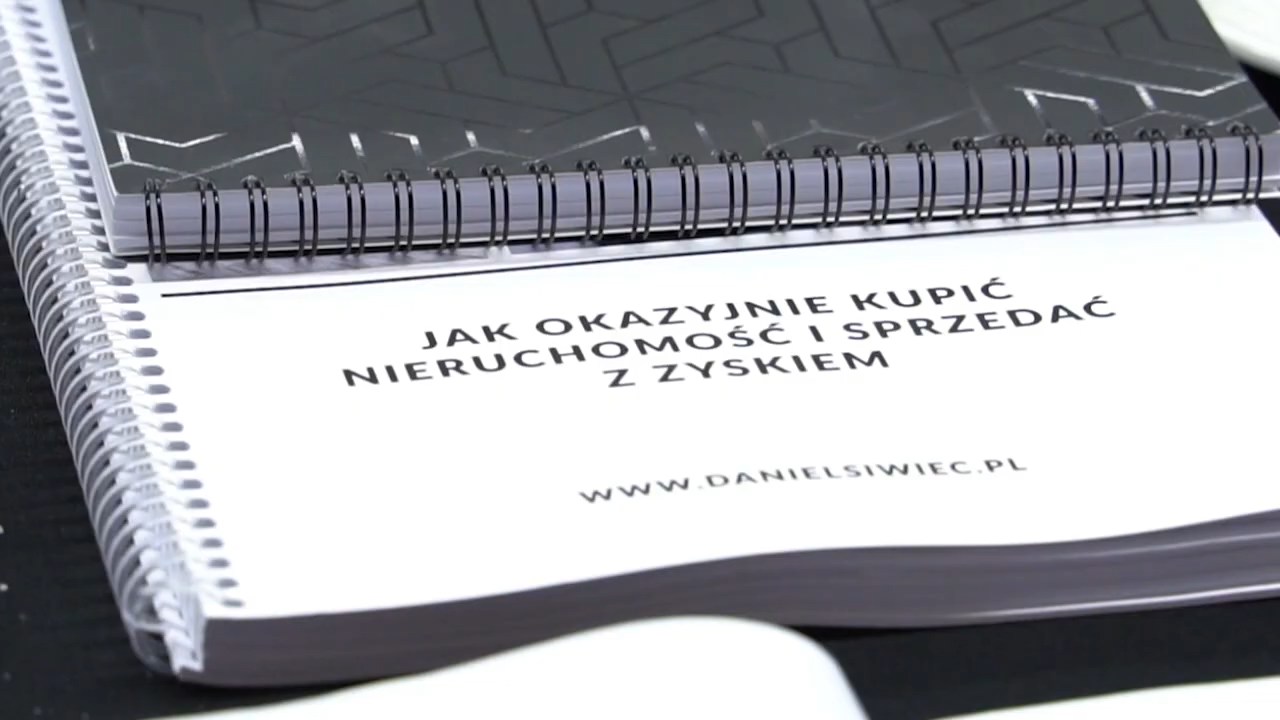 JAK OKAZYJNIE KUPIĆ
NIERUCHOMOŚĆ I SPRZEDAĆ
Z ZYSKIEM
WWW.DANIELSIWIEC.PL